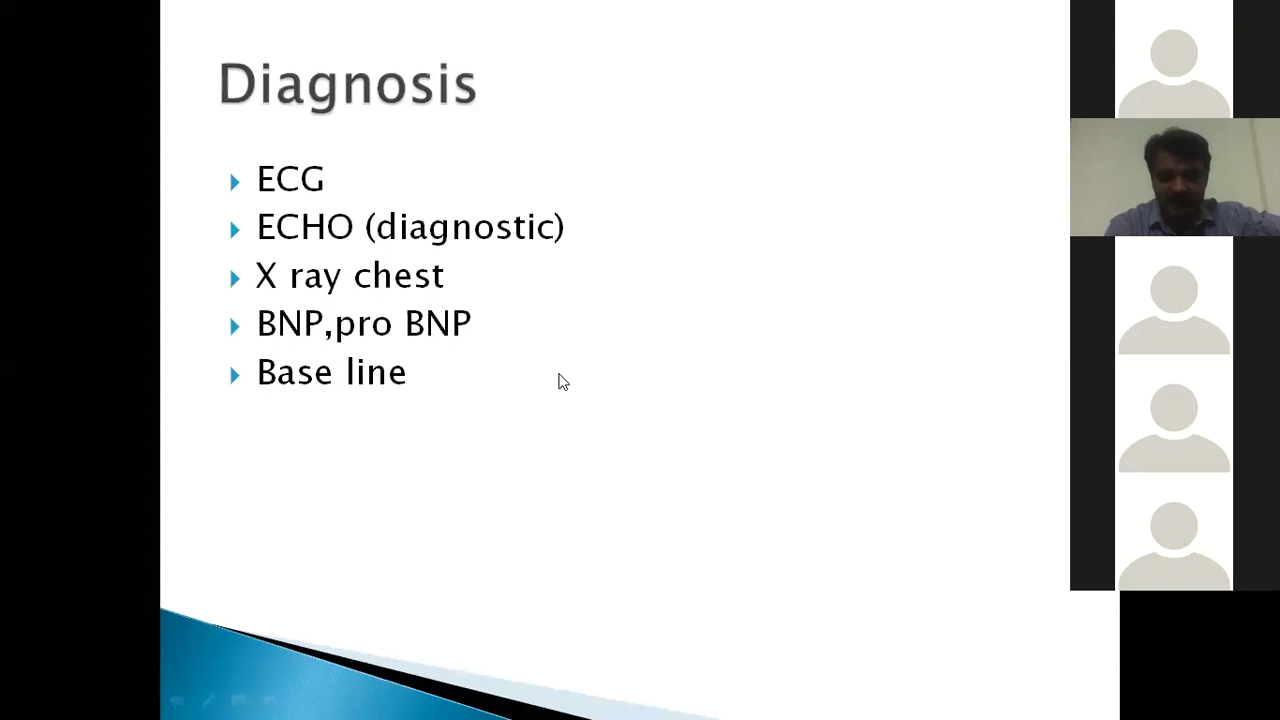 Diagnosis
ECG
ECHO (diagnostic)
X ray chest
BNP,pro BNP
Base line